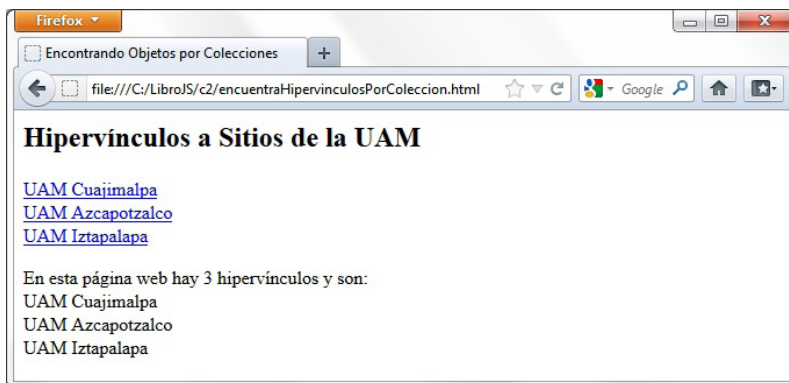 Firefox
Encontrando Objetos por Colecciones
file:///C:/LibroJS/c2/encuentraHipervinculosPorColeccion.html
Google
Hipervínculos a Sitios de la UAM
UAM Cuajimalpa
UAM Azcapotzalco
UAM Iztapalapa
En esta página web hay 3 hipervínculos y son:
UAM Cuajimalpa
UAM Azcapotzalco
UAM Iztapalapa